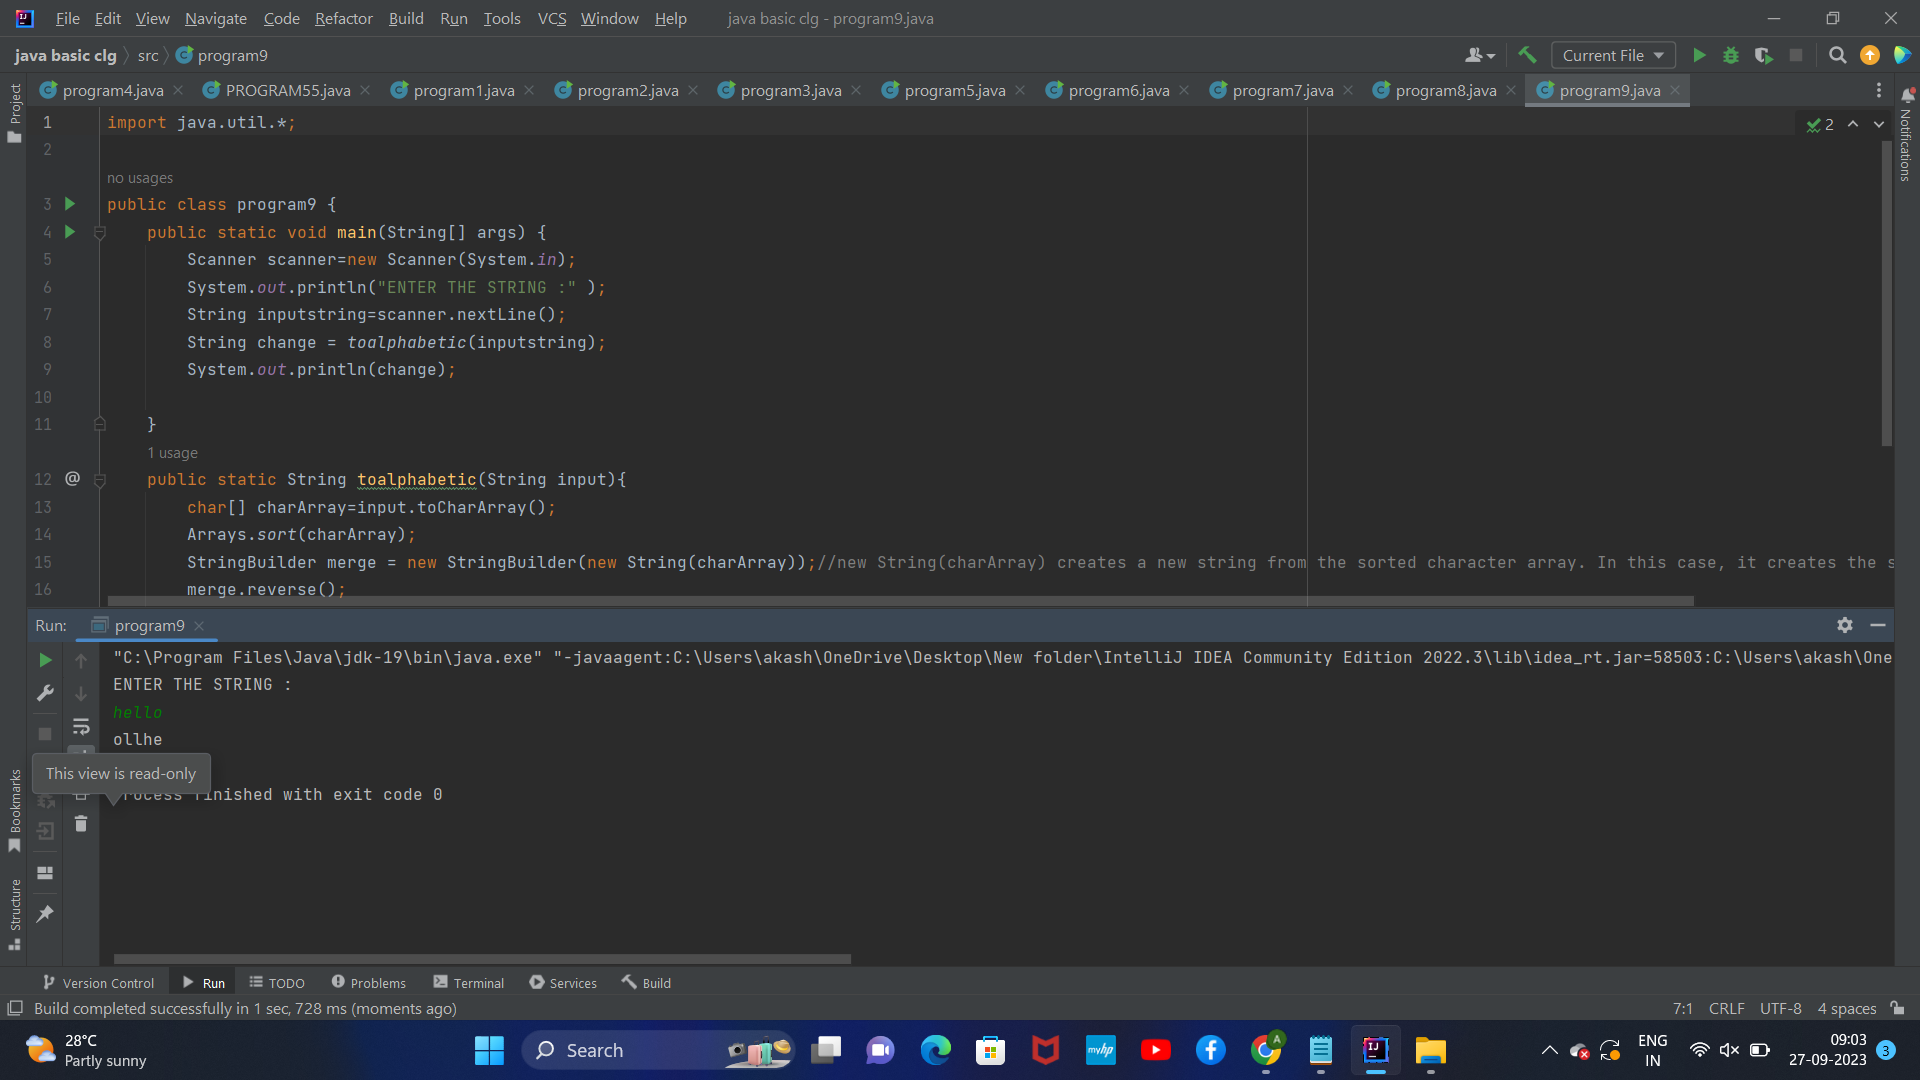 File Edit View Navigate Code Refactor Build Run Tools VCS Window Help java basic clg - program9.java
java basic clg src program9 Current File
program4.java PROGRAM55.java program1.java program2.java program3.java program5.java program6.java program7.java program8.java program9.java
Project
Notifications
1 import java.util.*; 2
2
no usages
3 public class program9 {
4 public static void main(String[] args) {
5 Scanner scanner=new Scanner(System.in);
6 System.out.println("ENTER THE STRING :" );
7 String inputstring=scanner.nextLine();
8 String change = toalphabetic(inputstring);
9 System.out.println(change);
10
11 }
1 usage
12 @ public static String toalphabetic(String input){
13 char[] charArray=input.toCharArray();
14 Arrays.sort(charArray);
15 StringBuilder merge = new StringBuilder(new String(charArray));//new String(charArray) creates a new string from the sorted character array. In this case, it creates the s
16 merge.reverse();
Run: program9
"C:\Program Files\Java\jdk-19\bin\java.exe" "-javaagent:C:\Users\akash\OneDrive\Desktop\New folder\IntelliJ IDEA Community Edition 2022.3\lib\idea_rt.jar=58503:C:\Users\akash\One
ENTER THE STRING :
hello
ollhe
This view is read-only
finished with exit code 0
Bookmarks
Structure
Version Control Run TODO Problems Terminal Services Build
Build completed successfully in 1 sec, 728 ms (moments ago) 7:1 CRLF UTF-8 4 spaces
28°C
Partly sunny
Search
myhp
A
IJ
ENG
IN
09:03
27-09-2023
3